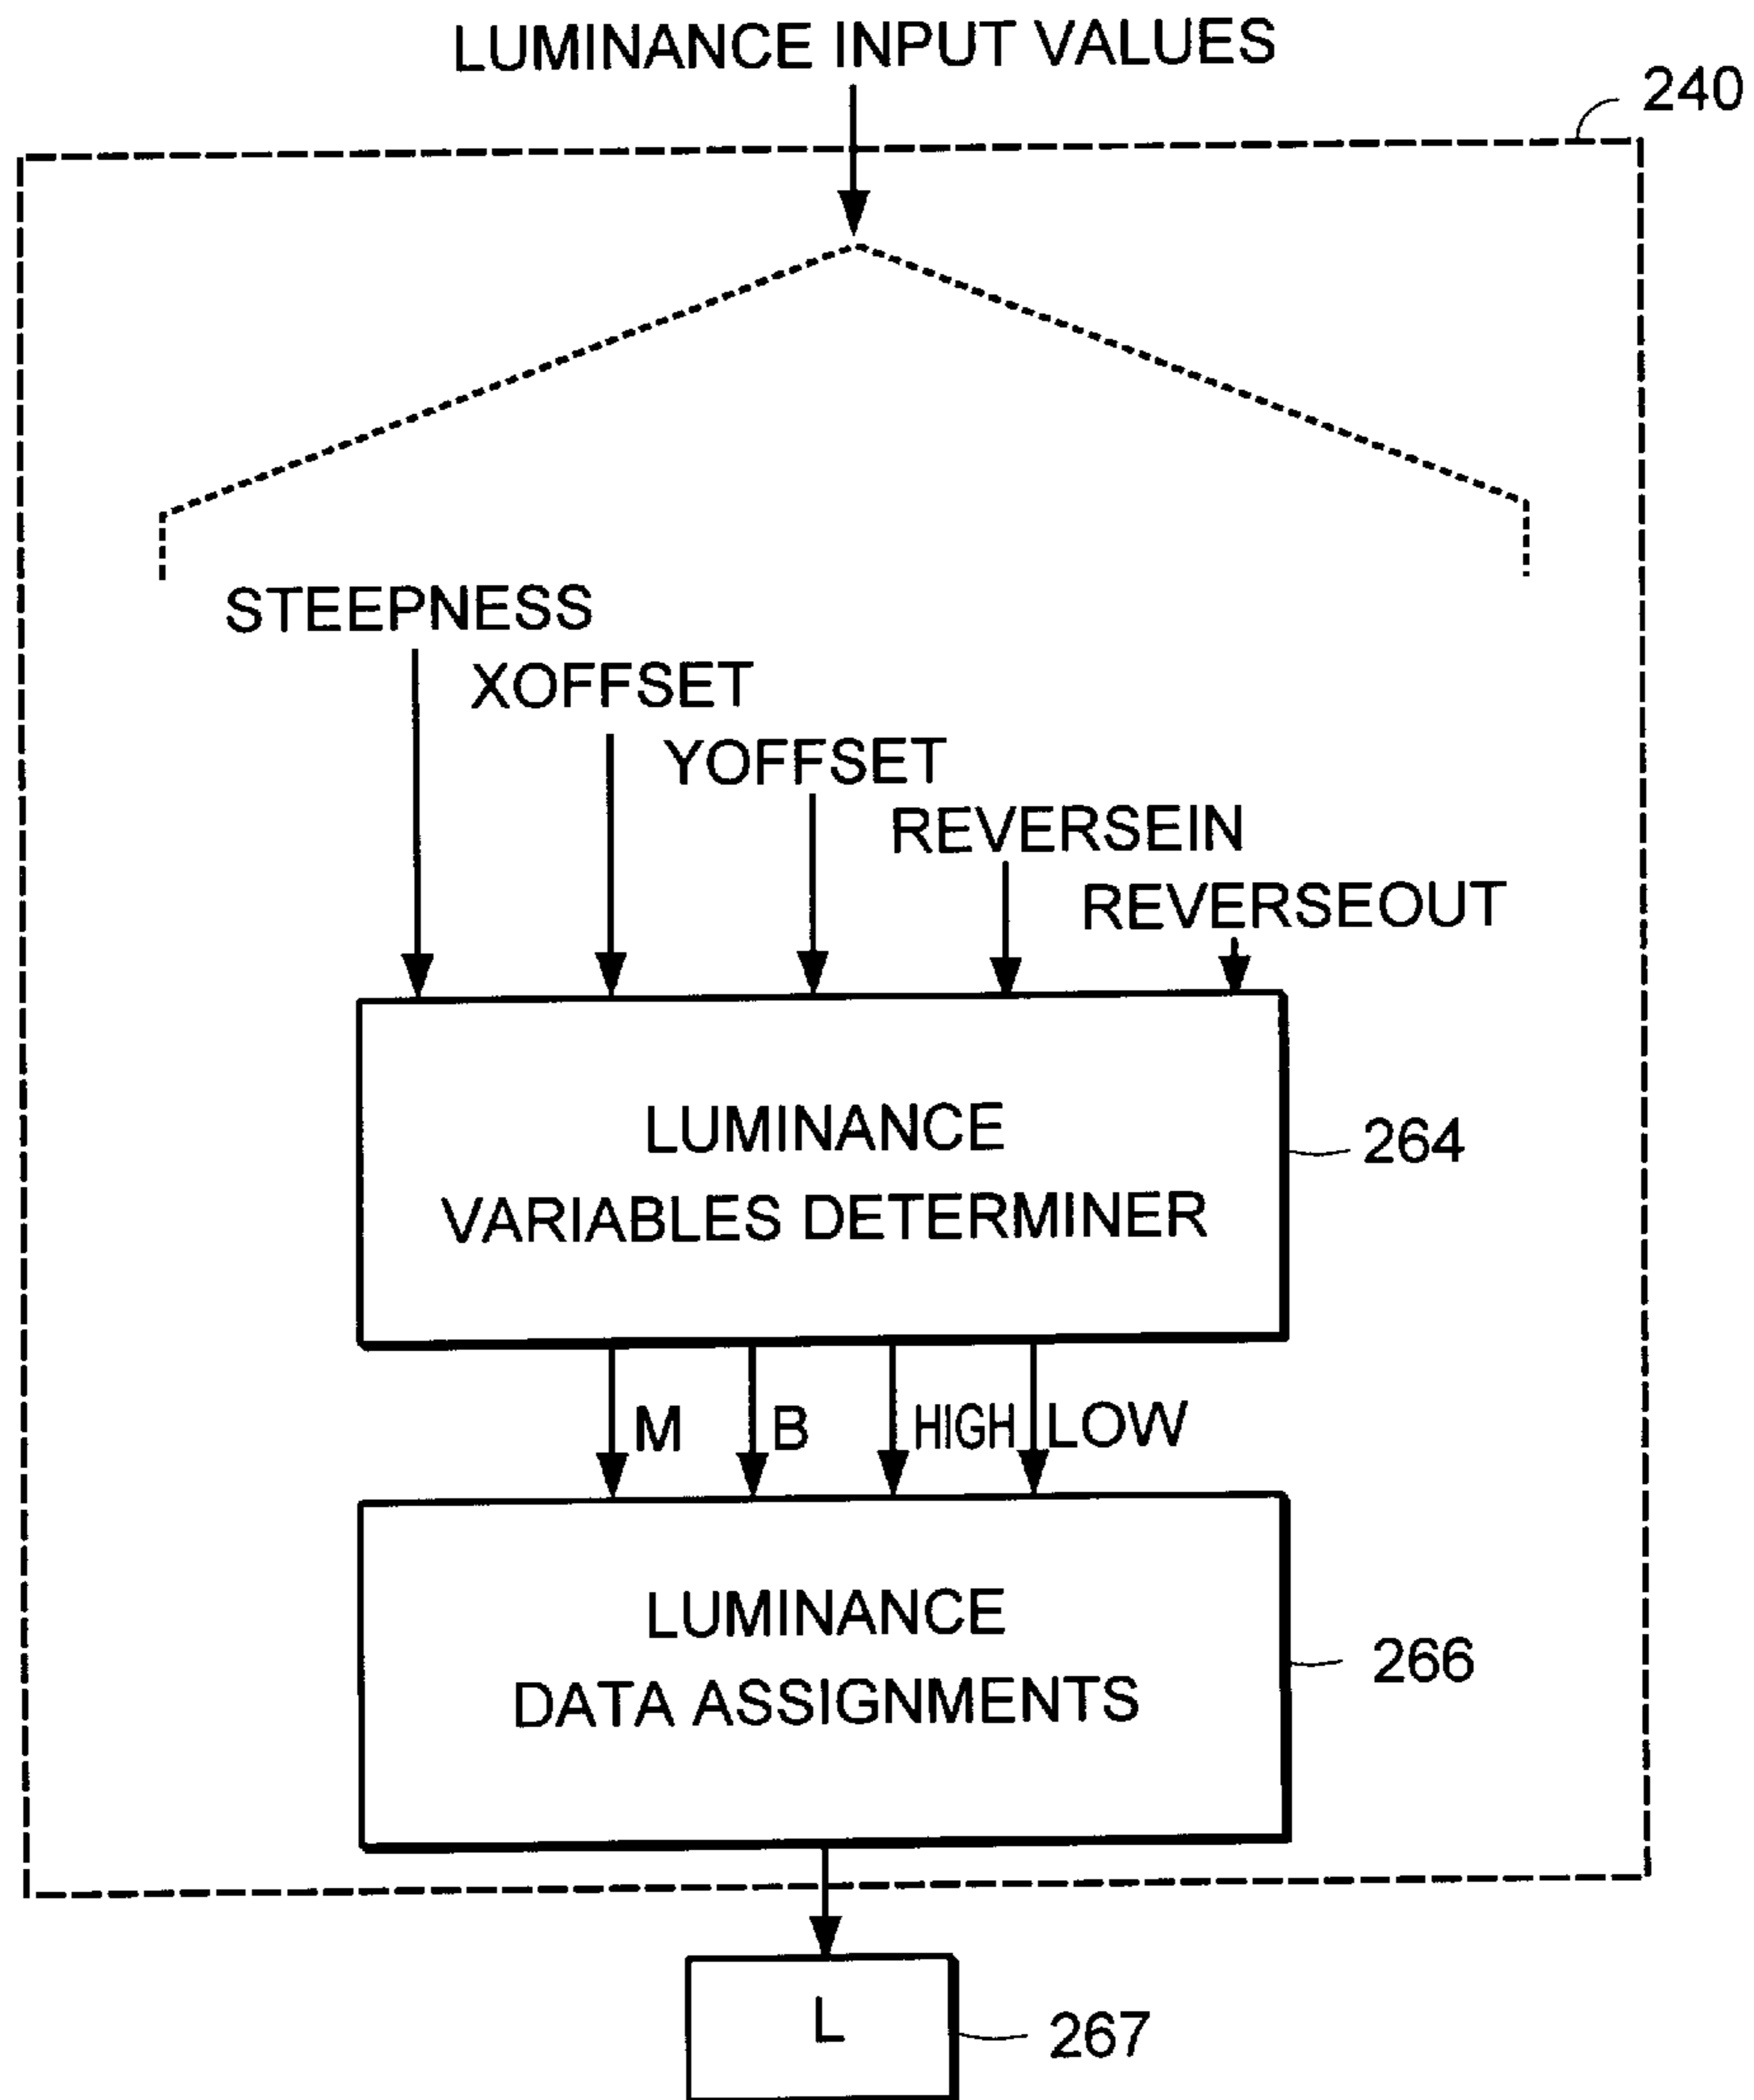 LUMINANCE INPUT VALUES
240
STEEPNESS
XOFFSET
YOFFSET
REVERSEIN
REVERSEOUT
LUMINANCE
VARIABLES DETERMINER
264
M B HIGH LOW
LUMINANCE
DATA ASSIGNMENTS
266
L
267